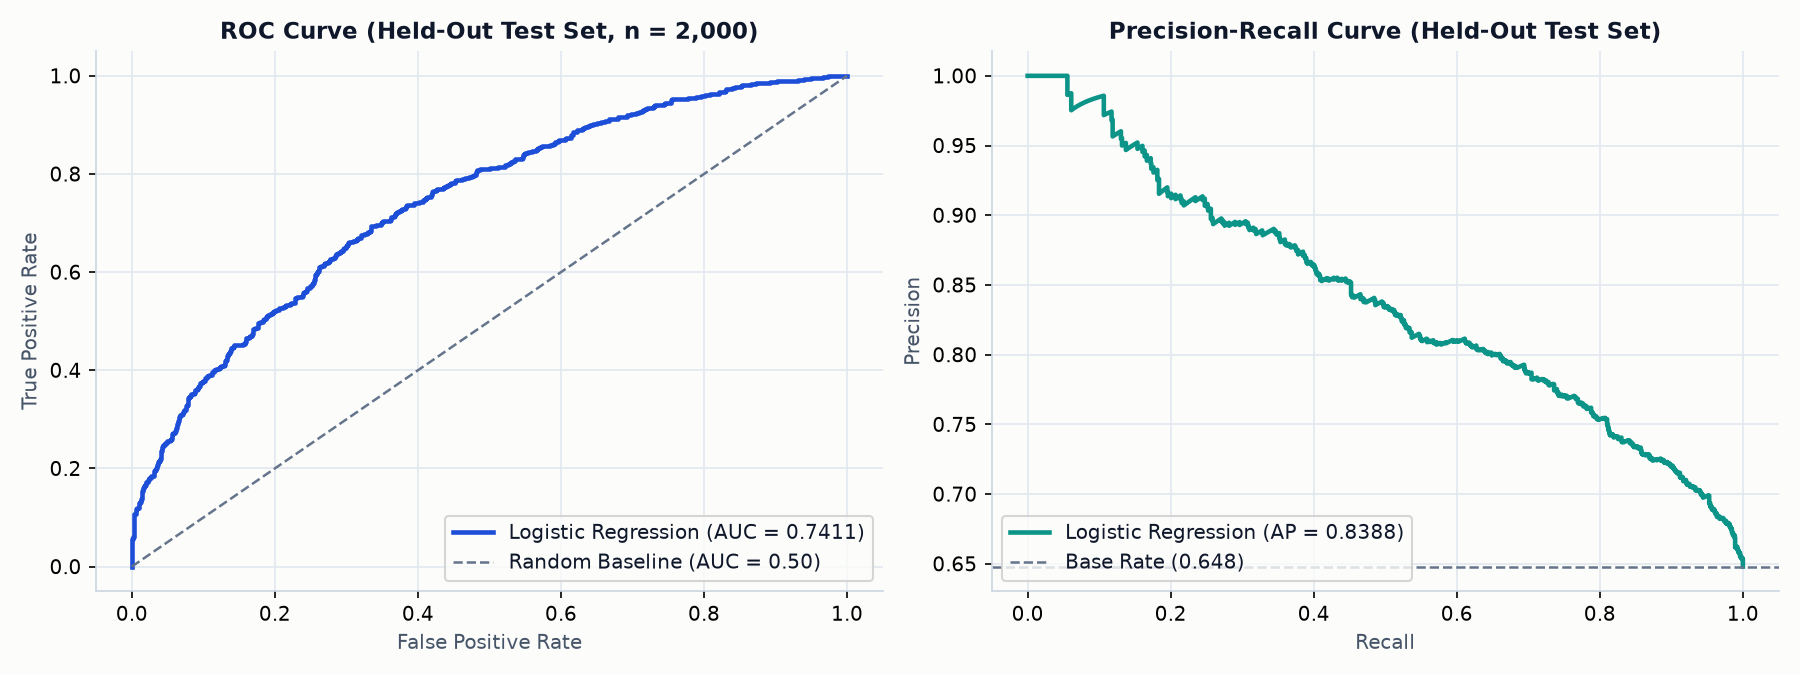 ROC Curve (Held-Out Test Set, n = 2,000)
True Positive Rate
1.0
0.8
0.6
0.4
0.2
0.0
Logistic Regression (AUC = 0.7411)
Random Baseline (AUC = 0.50)
0.0 0.2 0.4 0.6 0.8 1.0
False Positive Rate
Precision-Recall Curve (Held-Out Test Set)
Precision
1.00
0.95
0.90
0.85
0.80
0.75
0.70
0.65
Logistic Regression (AP = 0.8388)
Base Rate (0.648)
0.0 0.2 0.4 0.6 0.8 1.0
Recall